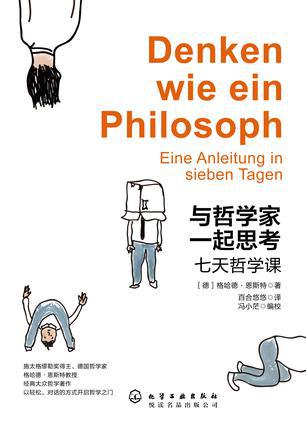 Denken
wie ein
Philosoph
Eine Anleitung in
sieben Tagen
与哲学家
一起思考
七天哲学课
［德］格哈德·恩斯特◎著
百合悠悠◎译
冯小茫◎编校
施太格缪勒奖得主、德国哲学家
格哈德·恩斯特教授
经典大众哲学著作
以轻松、对话的方式开启哲学之门
化学工业出版社
悦读名品出版公司